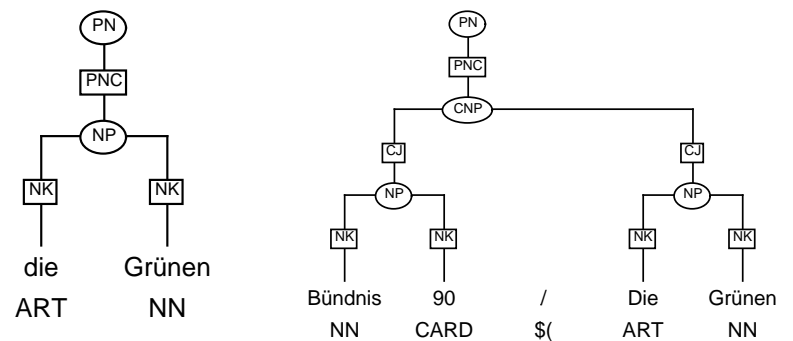 PN
PNC
NP
NK NK
die Grünen
ART NN
PN
PNC
CNP
CJ CJ
NP NP
NK NK NK NK
Bündnis 90 / Die Grünen
NN CARD $( ART NN